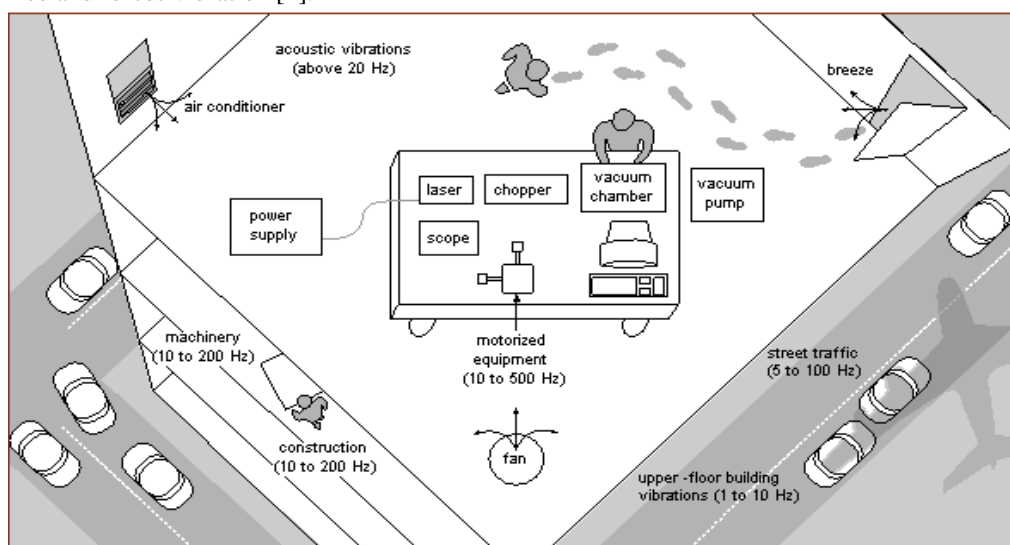 acoustic vibrations
(above 20 Hz)
breeze
air conditioner
laser
chopper
vacuum
chamber
vacuum
pump
power
supply
scope
machinery
(10 to 200 Hz)
motorized
equipment
(10 to 500 Hz)
street traffic
(5 to 100 Hz)
construction
(10 to 200 Hz)
fan
upper -floor building
vibrations (1 to 10 Hz)